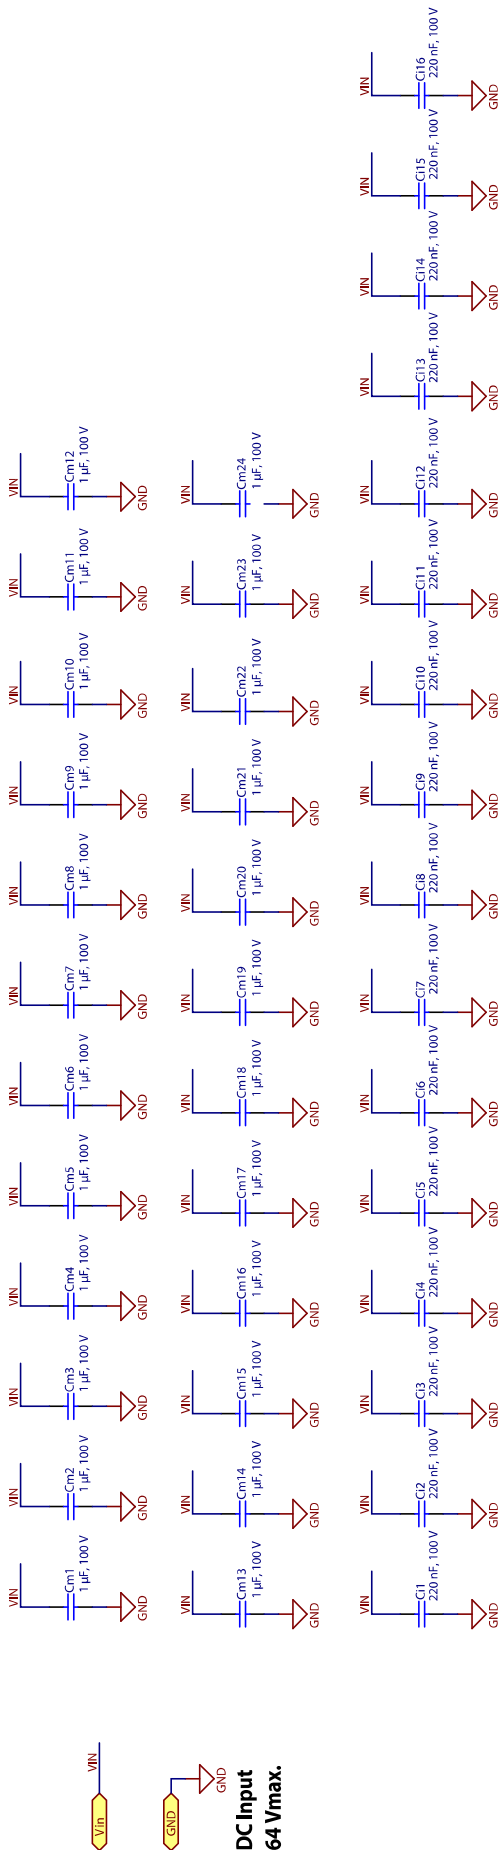 Vin
VIN
GND
GND
DC Input
64 Vmax.
VIN
Cm1
1 µF, 100 V
GND
VIN
Cm2
1 µF, 100 V
GND
VIN
Cm3
1 µF, 100 V
GND
VIN
Cm4
1 µF, 100 V
GND
VIN
Cm5
1 µF, 100 V
GND
VIN
Cm6
1 µF, 100 V
GND
VIN
Cm7
1 µF, 100 V
GND
VIN
Cm8
1 µF, 100 V
GND
VIN
Cm9
1 µF, 100 V
GND
VIN
Cm10
1 µF, 100 V
GND
VIN
Cm11
1 µF, 100 V
GND
VIN
Cm12
1 µF, 100 V
GND
VIN
Cm13
1 µF, 100 V
GND
VIN
Cm14
1 µF, 100 V
GND
VIN
Cm15
1 µF, 100 V
GND
VIN
Cm16
1 µF, 100 V
GND
VIN
Cm17
1 µF, 100 V
GND
VIN
Cm18
1 µF, 100 V
GND
VIN
Cm19
1 µF, 100 V
GND
VIN
Cm20
1 µF, 100 V
GND
VIN
Cm21
1 µF, 100 V
GND
VIN
Cm22
1 µF, 100 V
GND
VIN
Cm23
1 µF, 100 V
GND
VIN
Cm24
1 µF, 100 V
GND
VIN
Ci1
220 nF, 100 V
GND
VIN
Ci2
220 nF, 100 V
GND
VIN
Ci3
220 nF, 100 V
GND
VIN
Ci4
220 nF, 100 V
GND
VIN
Ci5
220 nF, 100 V
GND
VIN
Ci6
220 nF, 100 V
GND
VIN
Ci7
220 nF, 100 V
GND
VIN
Ci8
220 nF, 100 V
GND
VIN
Ci9
220 nF, 100 V
GND
VIN
Ci10
220 nF, 100 V
GND
VIN
Ci11
220 nF, 100 V
GND
VIN
Ci12
220 nF, 100 V
GND
VIN
Ci13
220 nF, 100 V
GND
VIN
Ci14
220 nF, 100 V
GND
VIN
Ci15
220 nF, 100 V
GND
VIN
Ci16
220 nF, 100 V
GND